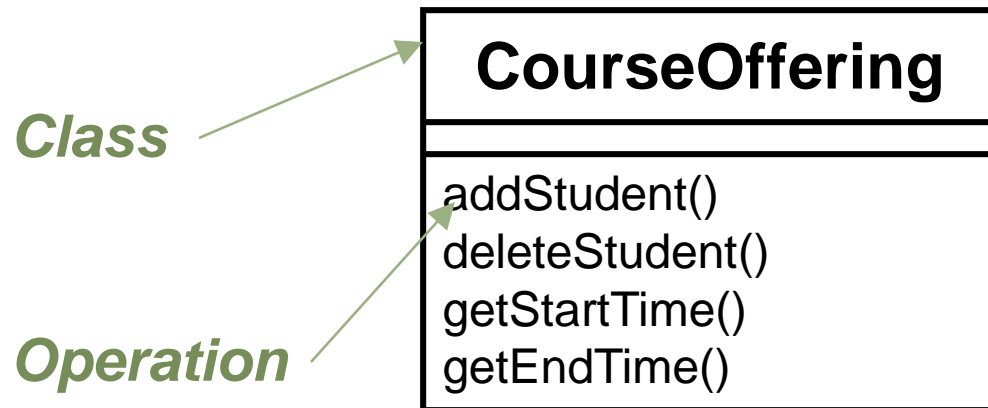 CourseOffering
Class
addStudent()
deleteStudent()
getStartTime()
Operation
getEndTime()